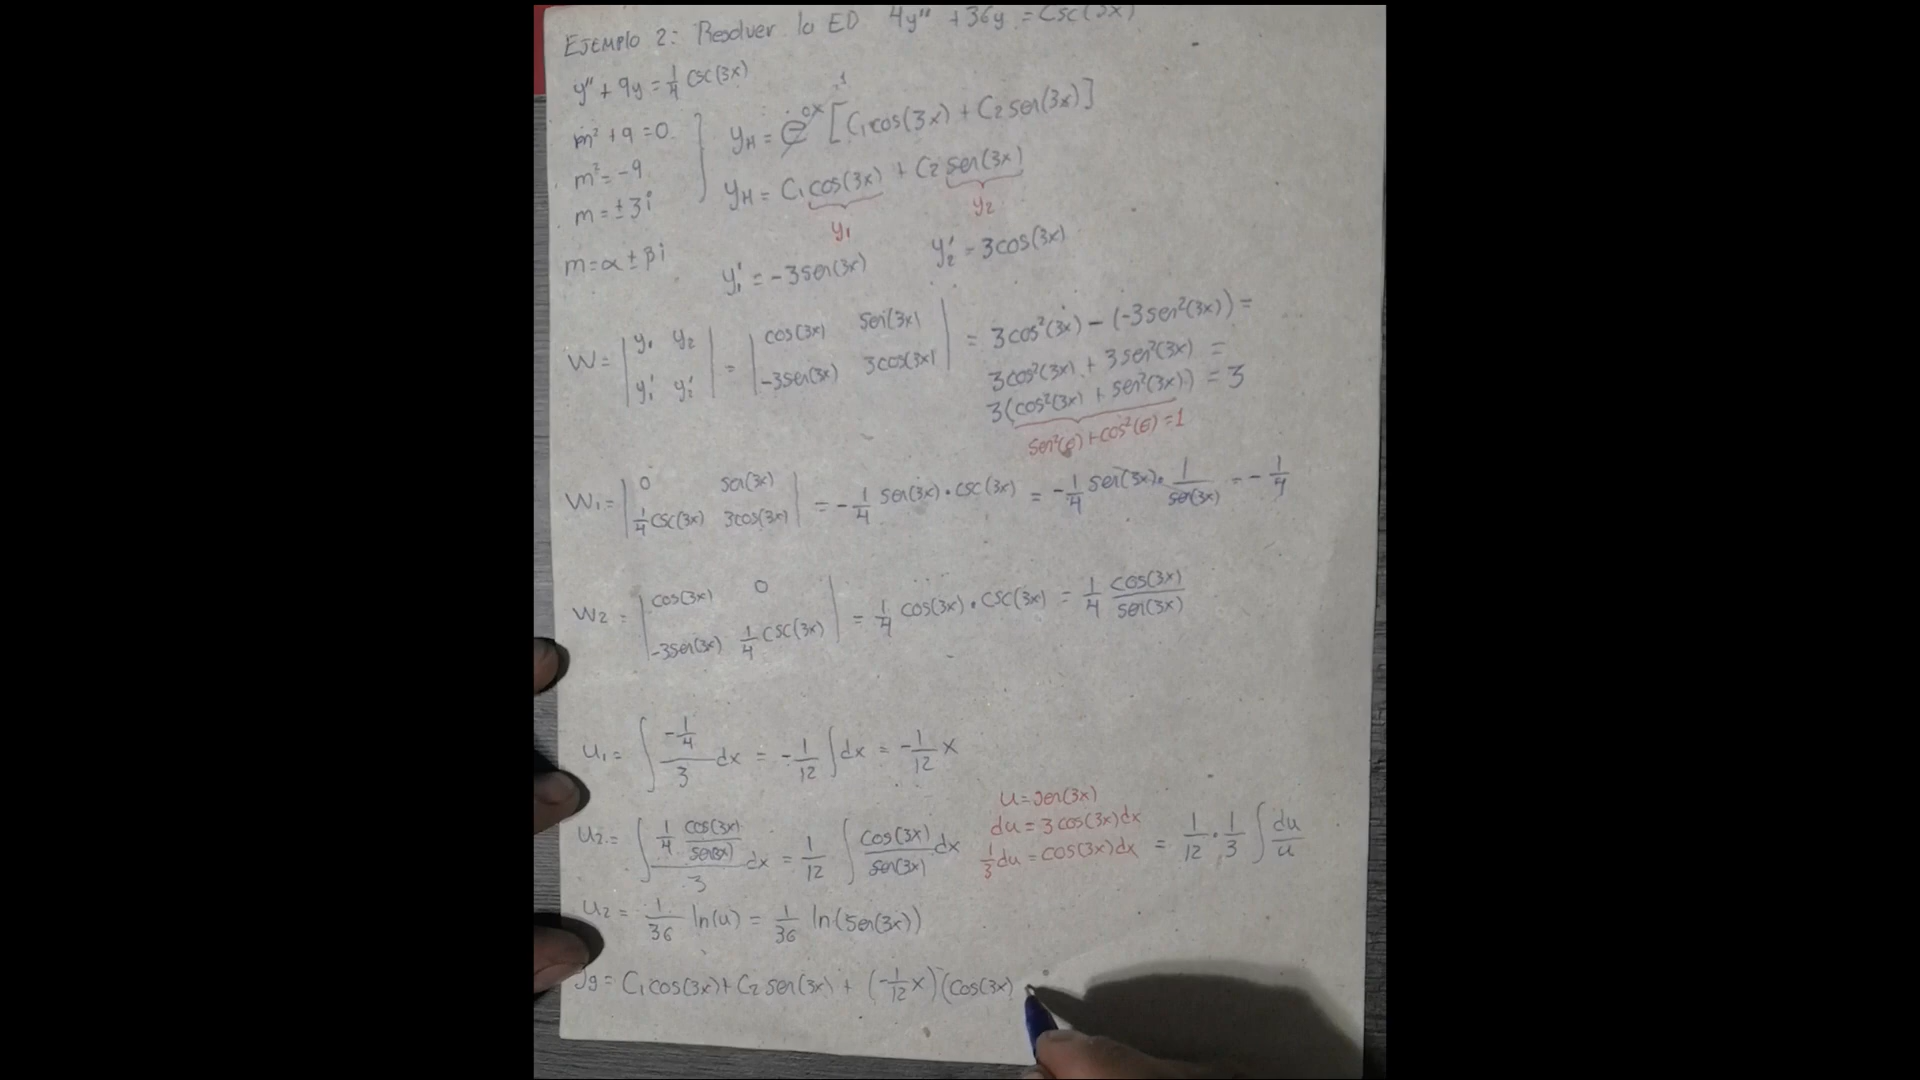 EJEMPLO 2: Resolver la ED 4y'' + 36y = Csc(3x)
y'' + 9y = 1/4 csc(3x)
m² + 9 = 0
m² = -9
m = ±3i
m = α ± βi
y_H = e^{0x} [C₁cos(3x) + C₂ sen(3x)]
1
y_H = C₁ cos(3x) + C₂ sen(3x)
y₁ y₂
y₁' = -3sen(3x) y₂' = 3cos(3x)
W = | y₁ y₂ | = | cos(3x) sen(3x) | = 3cos²(3x) - (-3sen²(3x)) =
| y₁' y₂' | | -3sen(3x) 3cos(3x) | 3cos²(3x) + 3sen²(3x) =
3(cos²(3x) + sen²(3x)) = 3
sen²(θ) + cos²(θ) = 1
W₁ = | 0 sen(3x) | = -1/4 sen(3x) · csc(3x) = -1/4 sen(3x) · 1/sen(3x) = -1/4
| 1/4 csc(3x) 3cos(3x) |
W₂ = | cos(3x) 0 | = 1/4 cos(3x) · csc(3x) = 1/4 cos(3x)/sen(3x)
| -3sen(3x) 1/4 csc(3x) |
u₁ = ∫ (-1/4)/3 dx = -1/12 ∫ dx = -1/12 x
u = sen(3x)
du = 3cos(3x)dx
1/3 du = cos(3x)dx
u₂ = ∫ (1/4 cos(3x)/sen(3x))/3 dx = 1/12 ∫ cos(3x)/sen(3x) dx = 1/12 · 1/3 ∫ du/u
u₂ = 1/36 ln(u) = 1/36 ln(sen(3x))
yg = C₁cos(3x) + C₂ sen(3x) + (-1/12 x)(cos(3x)